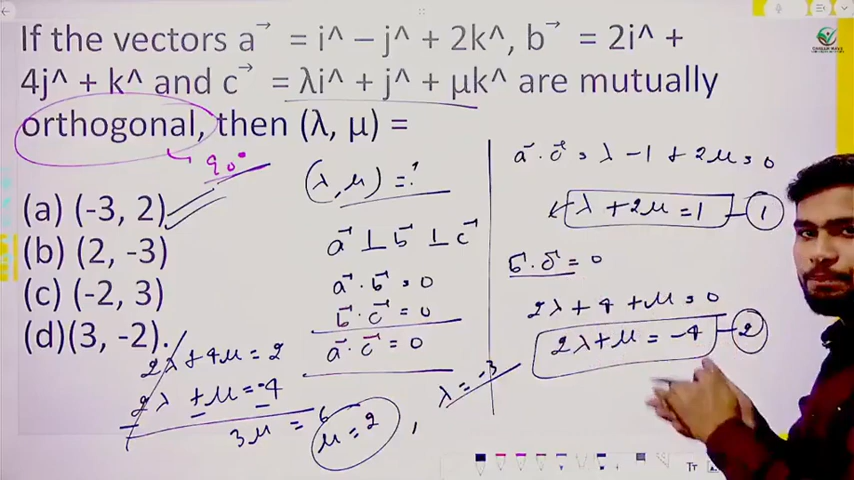 If the vectors a→ = i^ – j^ + 2k^, b→ = 2i^ +
4j^ + k^ and c→ = λi^ + j^ + μk^ are mutually
orthogonal, then (λ, μ) =
90°
(a) (-3, 2)
(b) (2, -3)
(c) (-2, 3)
(d)(3, -2).
(λ, μ) = ?
a→ ⊥ b→ ⊥ c→
a→ · b→ = 0
b→ · c→ = 0
a→ · c→ = 0
2λ + 4μ = 2
2λ + μ = -4
3μ = 6
μ = 2 , λ = -3
a→ · c→ = λ - 1 + 2μ = 0
λ + 2μ = 1 — 1
b→ · c→ = 0
2λ + 4 + μ = 0
2λ + μ = -4 — 2
Tт